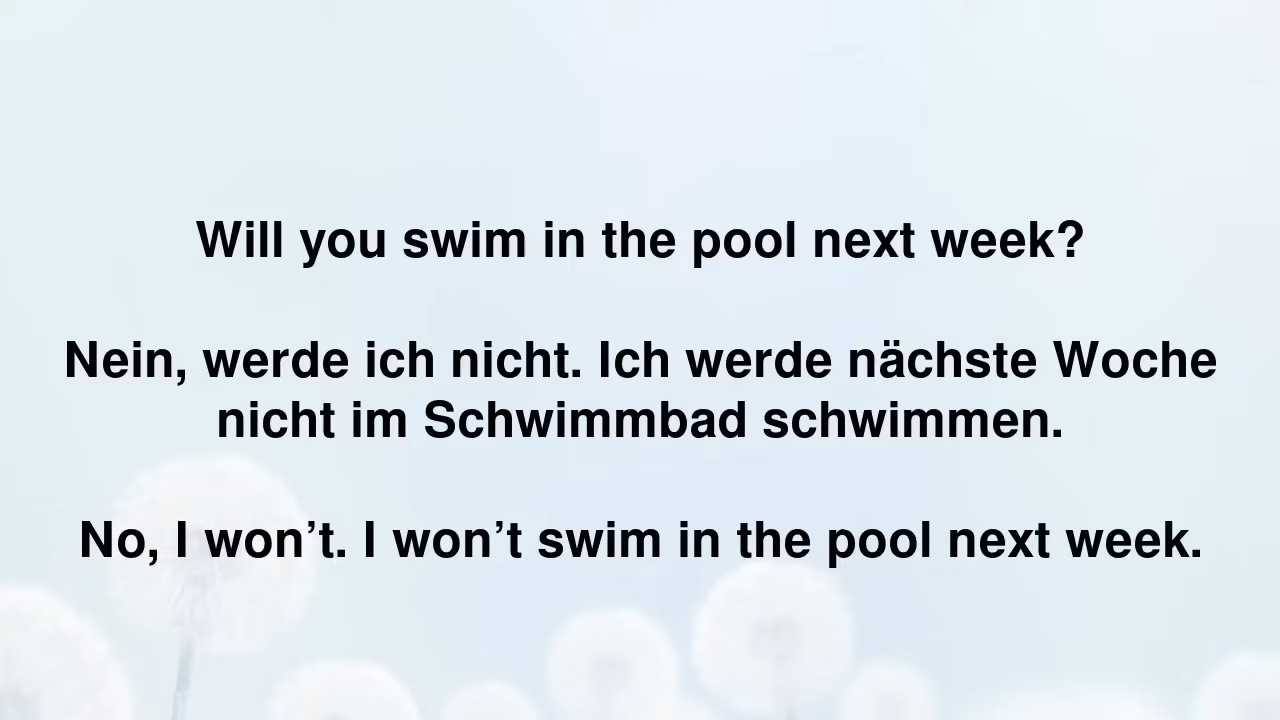 Will you swim in the pool next week?
Nein, werde ich nicht. Ich werde nächste Woche
nicht im Schwimmbad schwimmen.
No, I won’t. I won’t swim in the pool next week.